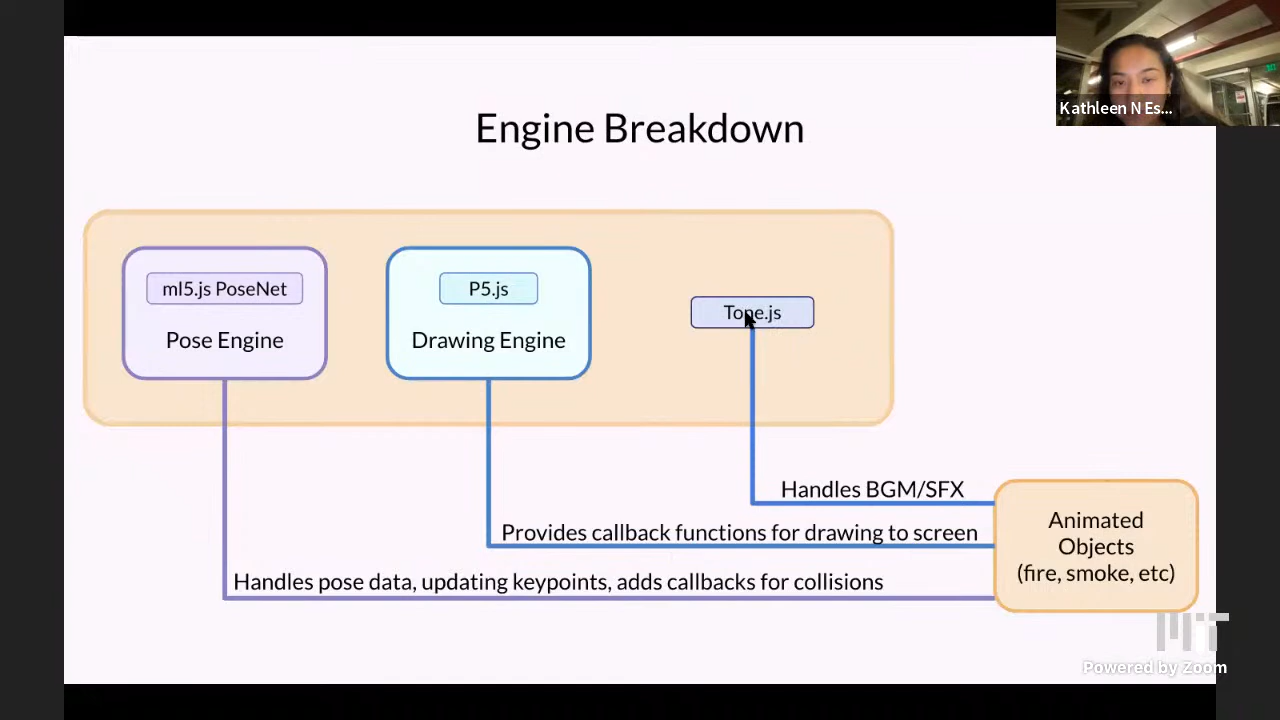 Kathleen N Es...
Engine Breakdown
ml5.js PoseNet
Pose Engine
P5.js
Drawing Engine
Tone.js
Handles BGM/SFX
Provides callback functions for drawing to screen
Handles pose data, updating keypoints, adds callbacks for collisions
Animated
Objects
(fire, smoke, etc)
MIT
Powered by Zoom